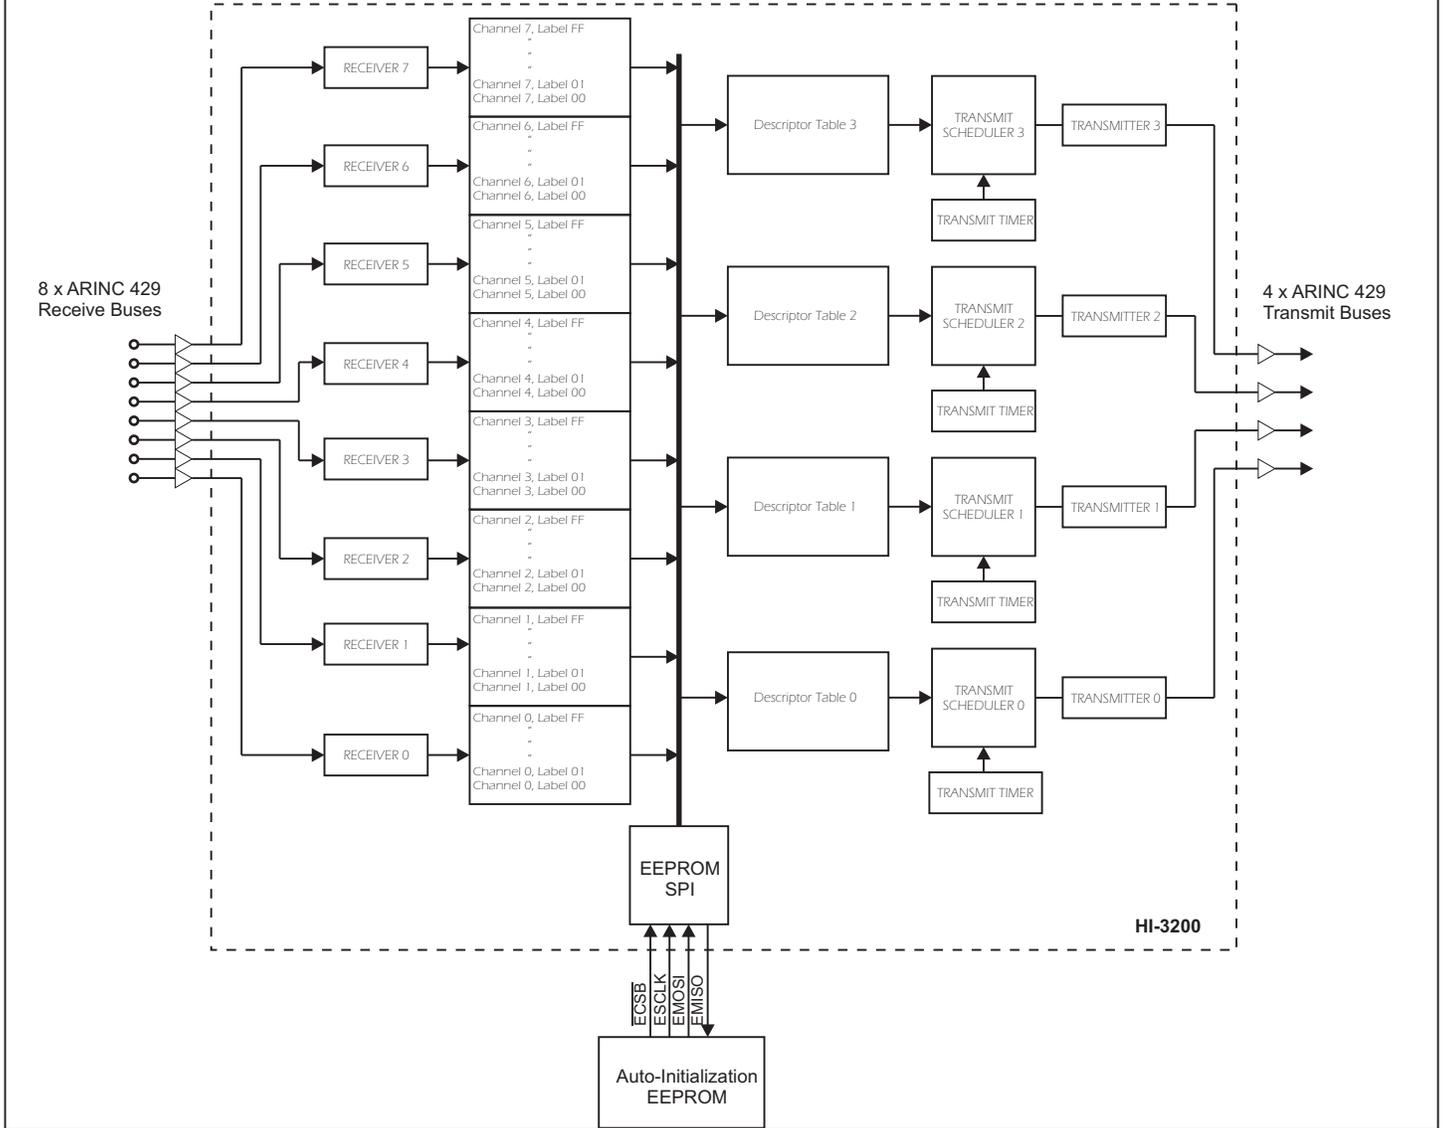 8 x ARINC 429
Receive Buses
RECEIVER 7
RECEIVER 6
RECEIVER 5
RECEIVER 4
RECEIVER 3
RECEIVER 2
RECEIVER 1
RECEIVER 0
Channel 7, Label FF
"
"
"
Channel 7, Label 01
Channel 7, Label 00
Channel 6, Label FF
"
"
"
Channel 6, Label 01
Channel 6, Label 00
Channel 5, Label FF
"
"
"
Channel 5, Label 01
Channel 5, Label 00
Channel 4, Label FF
"
"
"
Channel 4, Label 01
Channel 4, Label 00
Channel 3, Label FF
"
"
"
Channel 3, Label 01
Channel 3, Label 00
Channel 2, Label FF
"
"
"
Channel 2, Label 01
Channel 2, Label 00
Channel 1, Label FF
"
"
"
Channel 1, Label 01
Channel 1, Label 00
Channel 0, Label FF
"
"
"
Channel 0, Label 01
Channel 0, Label 00
Descriptor Table 3
TRANSMIT
SCHEDULER 3
TRANSMITTER 3
TRANSMIT TIMER
Descriptor Table 2
TRANSMIT
SCHEDULER 2
TRANSMITTER 2
TRANSMIT TIMER
Descriptor Table 1
TRANSMIT
SCHEDULER 1
TRANSMITTER 1
TRANSMIT TIMER
Descriptor Table 0
TRANSMIT
SCHEDULER 0
TRANSMITTER 0
TRANSMIT TIMER
4 x ARINC 429
Transmit Buses
EEPROM
SPI
HI-3200
ECSB
ESCLK
EMOSI
EMISO
Auto-Initialization
EEPROM